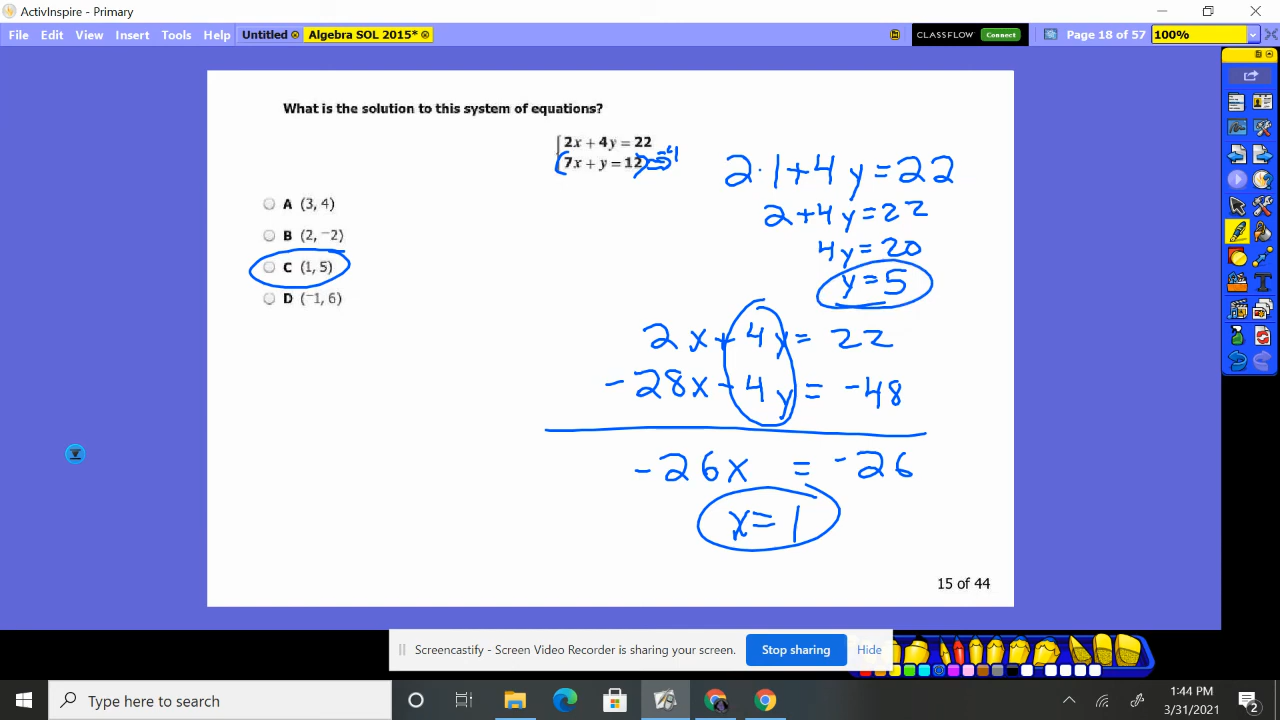 ActivInspire - Primary
File Edit View Insert Tools Help Untitled Algebra SOL 2015* CLASSFLOW Connect Page 18 of 57 100%
What is the solution to this system of equations?
2x + 4y = 22
(7x + y = 12)
A (3, 4)
B (2, ⁻2)
C (1, 5)
D (⁻1, 6)
2·1+4y=22
2+4y=22
4y=20
y=5
2x+4y= 22
-28x-4y = -48
-26x = -26
x=1
15 of 44
Screencastify - Screen Video Recorder is sharing your screen. Stop sharing Hide
Type here to search
1:44 PM
3/31/2021
2